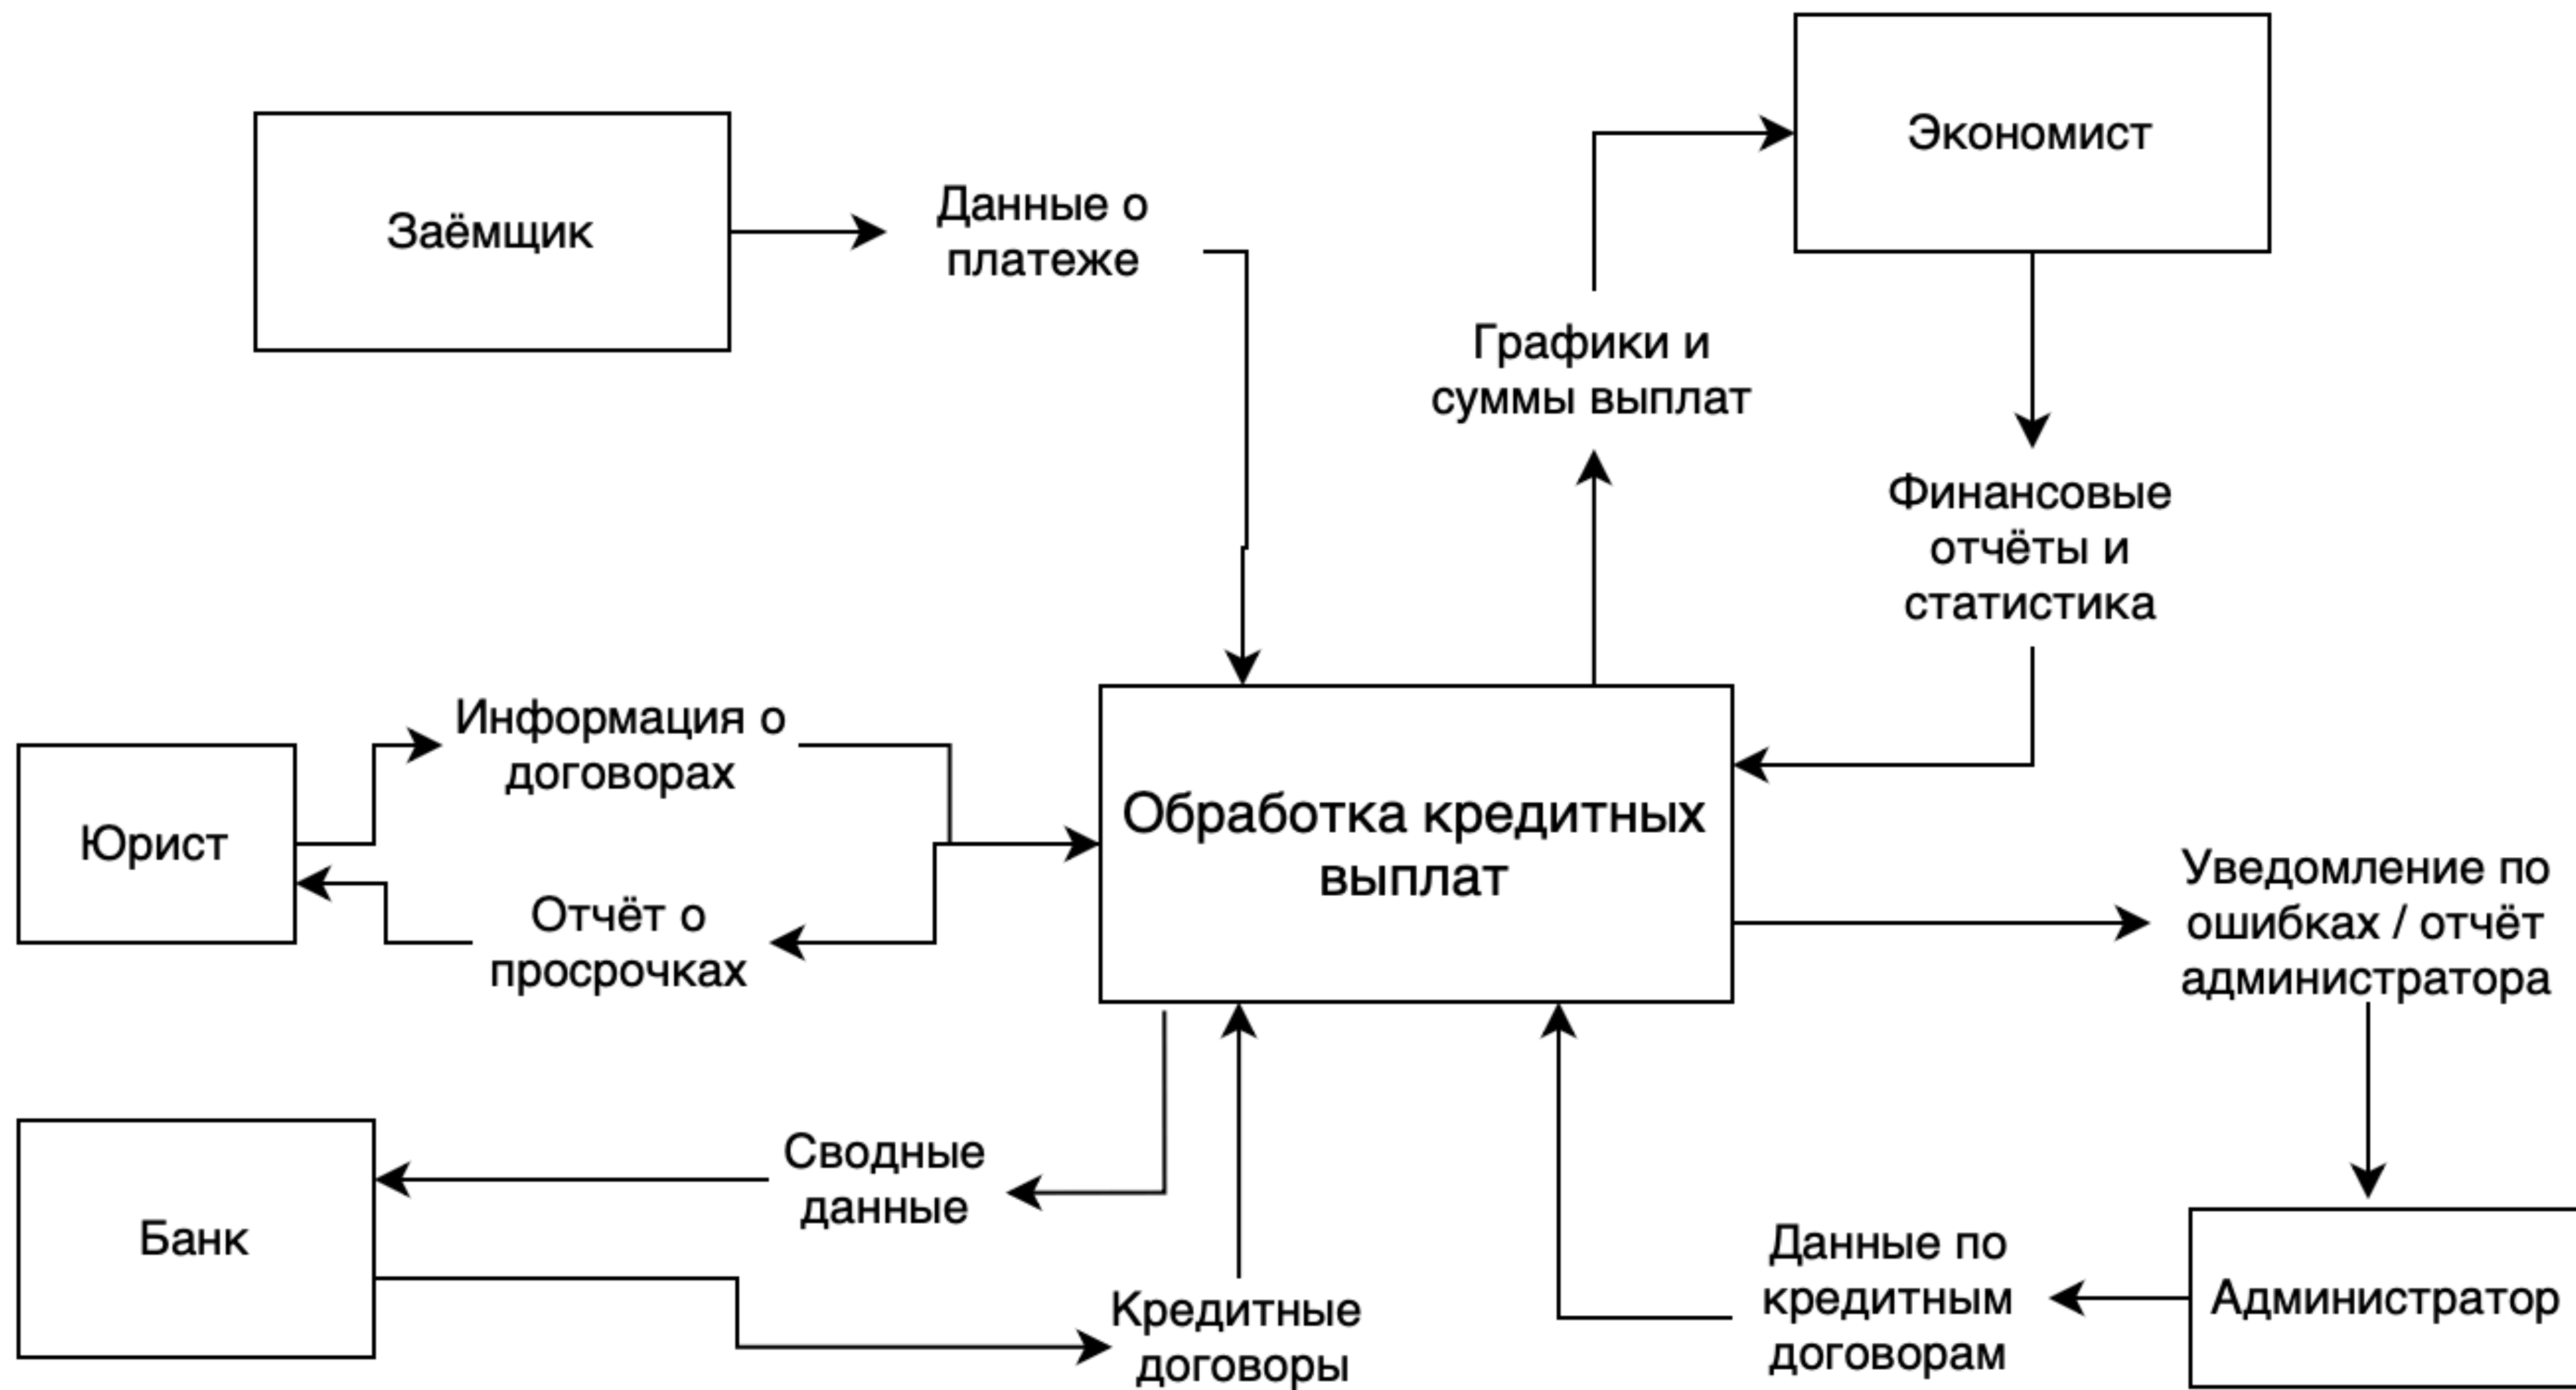 Экономист
Заёмщик
Данные о
платеже
Графики и
суммы выплат
Финансовые
отчёты и
статистика
Информация о
договорах
Юрист
Отчёт о
просрочках
Обработка кредитных
выплат
Уведомление по
ошибках / отчёт
администратора
Сводные
данные
Банк
Кредитные
договоры
Данные по
кредитным
договорам
Администратор